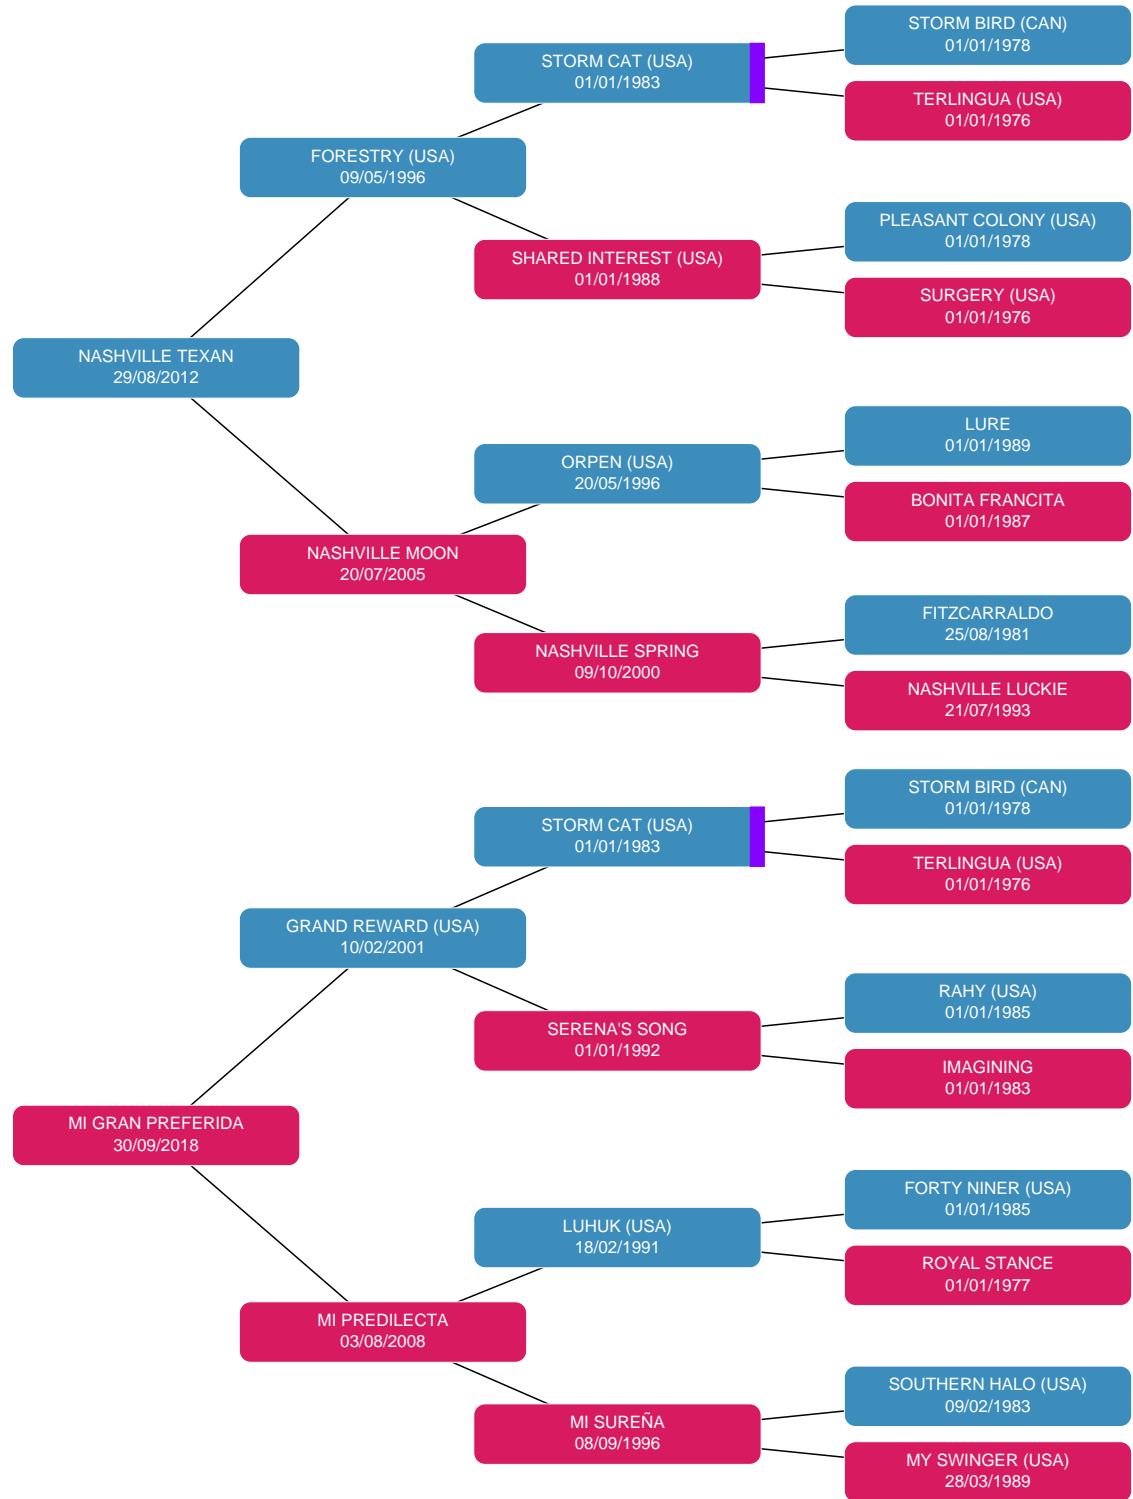 STORM BIRD (CAN)
01/01/1978
STORM CAT (USA)
01/01/1983
TERLINGUA (USA)
01/01/1976
FORESTRY (USA)
09/05/1996
PLEASANT COLONY (USA)
01/01/1978
SHARED INTEREST (USA)
01/01/1988
SURGERY (USA)
01/01/1976
NASHVILLE TEXAN
29/08/2012
LURE
01/01/1989
ORPEN (USA)
20/05/1996
BONITA FRANCITA
01/01/1987
NASHVILLE MOON
20/07/2005
FITZCARRALDO
25/08/1981
NASHVILLE SPRING
09/10/2000
NASHVILLE LUCKIE
21/07/1993
STORM BIRD (CAN)
01/01/1978
STORM CAT (USA)
01/01/1983
TERLINGUA (USA)
01/01/1976
GRAND REWARD (USA)
10/02/2001
RAHY (USA)
01/01/1985
SERENA'S SONG
01/01/1992
IMAGINING
01/01/1983
MI GRAN PREFERIDA
30/09/2018
FORTY NINER (USA)
01/01/1985
LUHUK (USA)
18/02/1991
ROYAL STANCE
01/01/1977
MI PREDILECTA
03/08/2008
SOUTHERN HALO (USA)
09/02/1983
MI SUREÑA
08/09/1996
MY SWINGER (USA)
28/03/1989